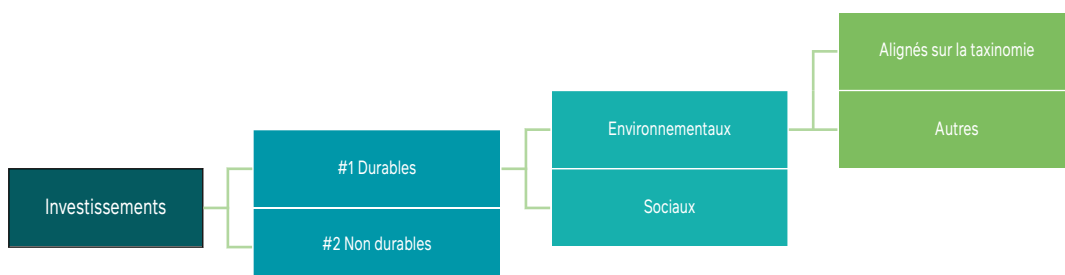 Investissements
#1 Durables
#2 Non durables
Environnementaux
Sociaux
Alignés sur la taxinomie
Autres